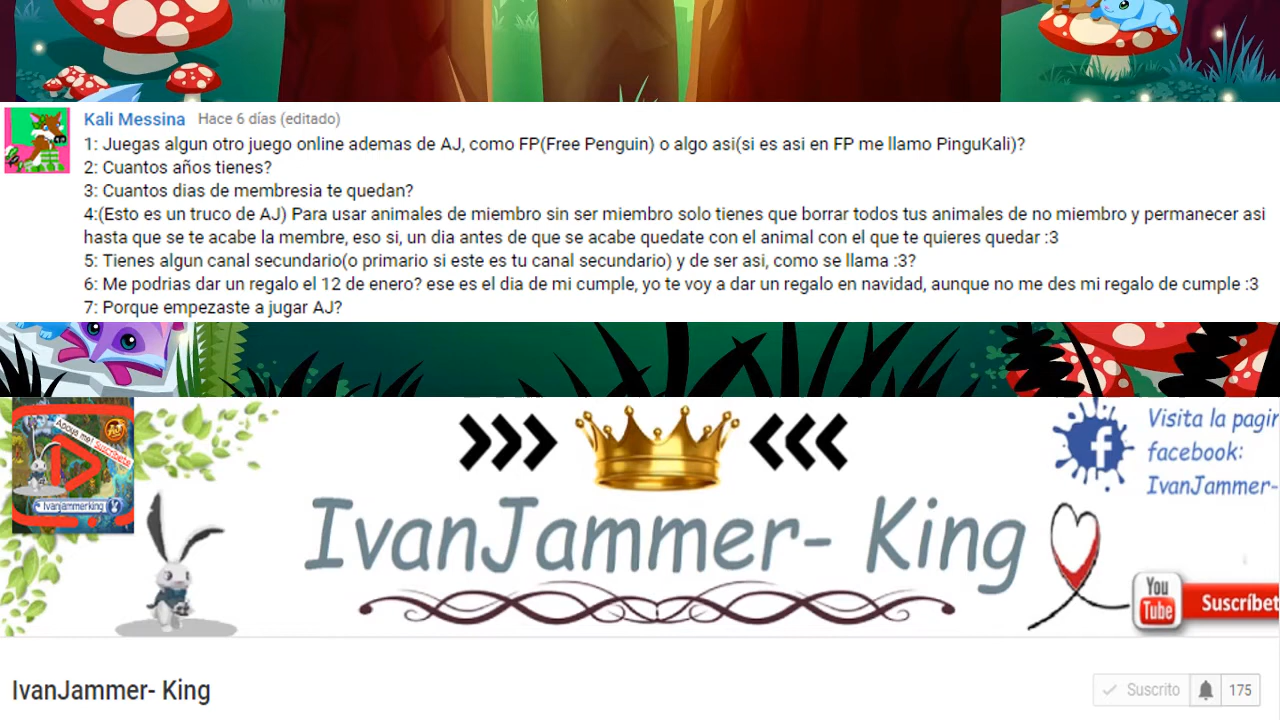 Kali Messina Hace 6 días (editado)
1: Juegas algun otro juego online ademas de AJ, como FP(Free Penguin) o algo asi(si es asi en FP me llamo PinguKali)?
2: Cuantos años tienes?
3: Cuantos dias de membresia te quedan?
4:(Esto es un truco de AJ) Para usar animales de miembro sin ser miembro solo tienes que borrar todos tus animales de no miembro y permanecer asi
hasta que se te acabe la membre, eso si, un dia antes de que se acabe quedate con el animal con el que te quieres quedar :3
5: Tienes algun canal secundario(o primario si este es tu canal secundario) y de ser asi, como se llama :3?
6: Me podrias dar un regalo el 12 de enero? ese es el dia de mi cumple, yo te voy a dar un regalo en navidad, aunque no me des mi regalo de cumple :3
7: Porque empezaste a jugar AJ?
Apoya me! Suscribete
Ivanjammerking
>>> <<<
IvanJammer- King
Visita la pagir
facebook:
IvanJammer-
You
Tube
Suscríbet
IvanJammer- King
Suscrito 175